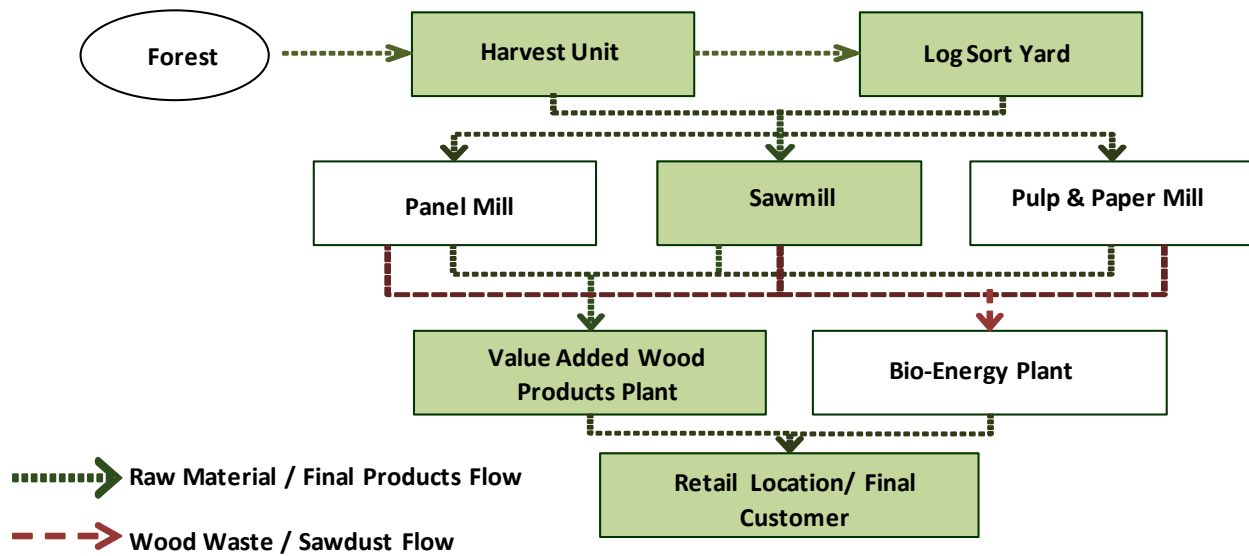 Forest
Harvest Unit
Log Sort Yard
Panel Mill
Sawmill
Pulp & Paper Mill
Value Added Wood
Products Plant
Bio-Energy Plant
Raw Material / Final Products Flow
Retail Location/ Final
Customer
Wood Waste / Sawdust Flow